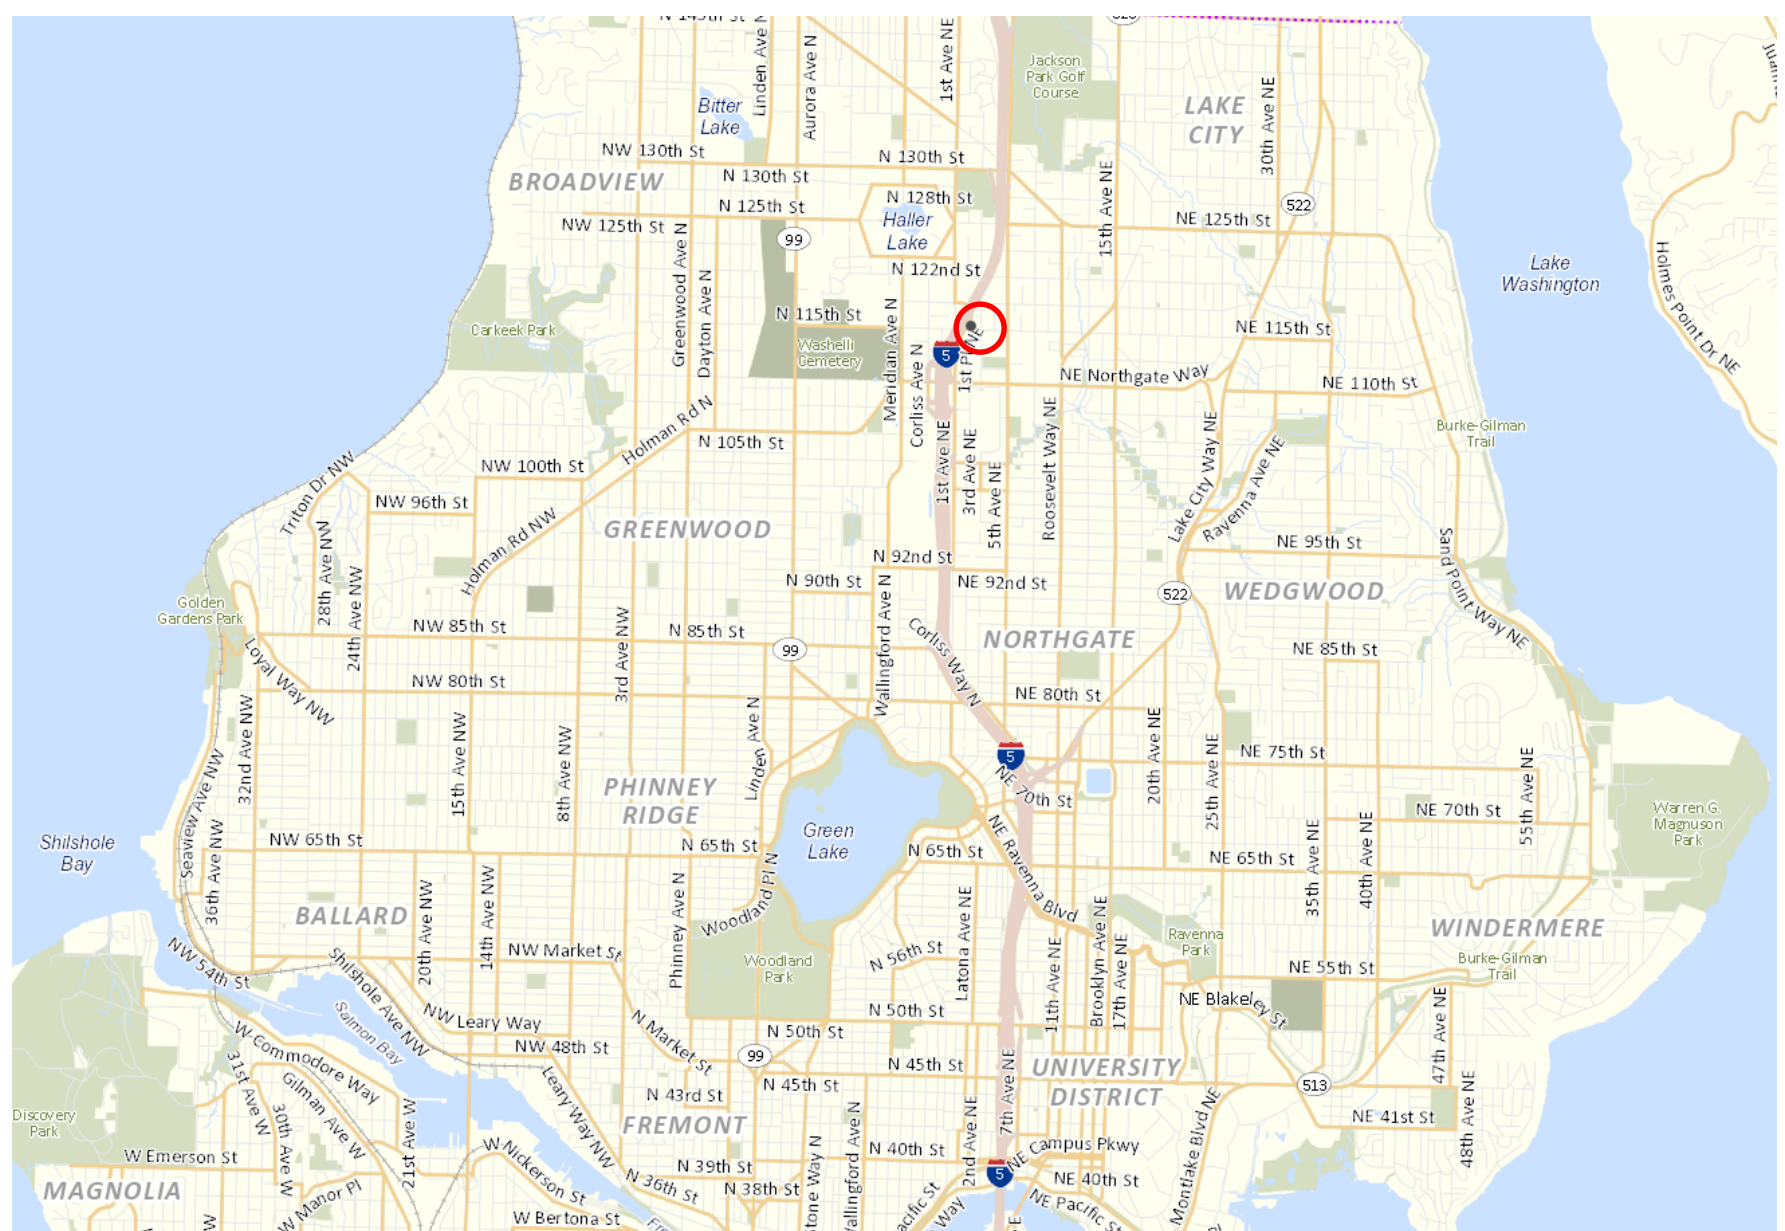 N 145th St
Linden Ave N
Aurora Ave N
1st Ave NE
Jackson
Park Golf
Course
LAKE
CITY
30th Ave NE
Bitter
Lake
NW 130th St
N 130th St
N 130th St
BROADVIEW
N 128th St
N 125th St
NW 125th St
Haller
Lake
99
15th Ave NE
NE 125th St
522
Holmes Point Dr NE
Lake
Washington
N 122nd St
Greenwood Ave N
Dayton Ave N
Carkeek Park
N 115th St
Washelli
Cemetery
Meridian Ave N
Corliss Ave N
5
1st Pl NE
NE 115th St
NE Northgate Way
NE 110th St
Holman Rd N
N 105th St
1st Ave NE
3rd Ave NE
5th Ave NE
Roosevelt Way NE
Lake City Way NE
Ravenna Ave NE
Burke-Gilman
Trail
NW 100th St
Triton Dr NW
NW 96th St
Holman Rd NW
GREENWOOD
28th Ave NW
24th Ave NW
N 92nd St
NE 92nd St
N 90th St
NE 95th St
Sand Point Way NE
522
WEDGWOOD
Golden
Gardens Park
NW 85th St
N 85th St
3rd Ave NW
99
Wallingford Ave N
Corliss Way N
NORTHGATE
NE 85th St
Loyal Way NW
NW 80th St
NE 80th St
32nd Ave NW
15th Ave NW
8th Ave NW
Linden Ave N
5
20th Ave NE
25th Ave NE
NE 75th St
Seaview Ave NW
PHINNEY
RIDGE
NE 70th St
NE 70th St
55th Ave NE
Warren G.
Magnuson
Park
Shilshole
Bay
36th Ave NW
NW 65th St
N 65th St
Green
Lake
N 65th St
NE Ravenna Blvd
NE 65th St
35th Ave NE
40th Ave NE
BALLARD
20th Ave NW
14th Ave NW
Phinney Ave N
Woodland Pl N
Latona Ave NE
11th Ave NE
Brooklyn Ave NE
17th Ave NE
Ravenna
Park
WINDERMERE
Burke-Gilman
Trail
NW 54th St
Shilshole Ave NW
NW Market St
Woodland
Park
N 56th St
NE 55th St
NE Blakeley St
Salmon Bay
NW Leary Way
N Market St
N 50th St
N 50th St
47th Ave NE
W Commodore Way
NW 48th St
99
N 45th St
N 45th St
7th Ave NE
UNIVERSITY
DISTRICT
513
31st Ave W
Gilman Ave W
Leary Way NW
N 43rd St
Discovery
Park
30th Ave W
21st Ave W
FREMONT
Wallingford Ave N
2nd Ave NE
Montlake Blvd NE
NE 41st St
48th Ave NE
W Emerson St
W Nickerson St
N 40th St
NE Campus Pkwy
5
N 39th St
N 38th St
N 36th St
NE 40th St
NE Pacific St
MAGNOLIA
W Manor Pl
W Bertona St